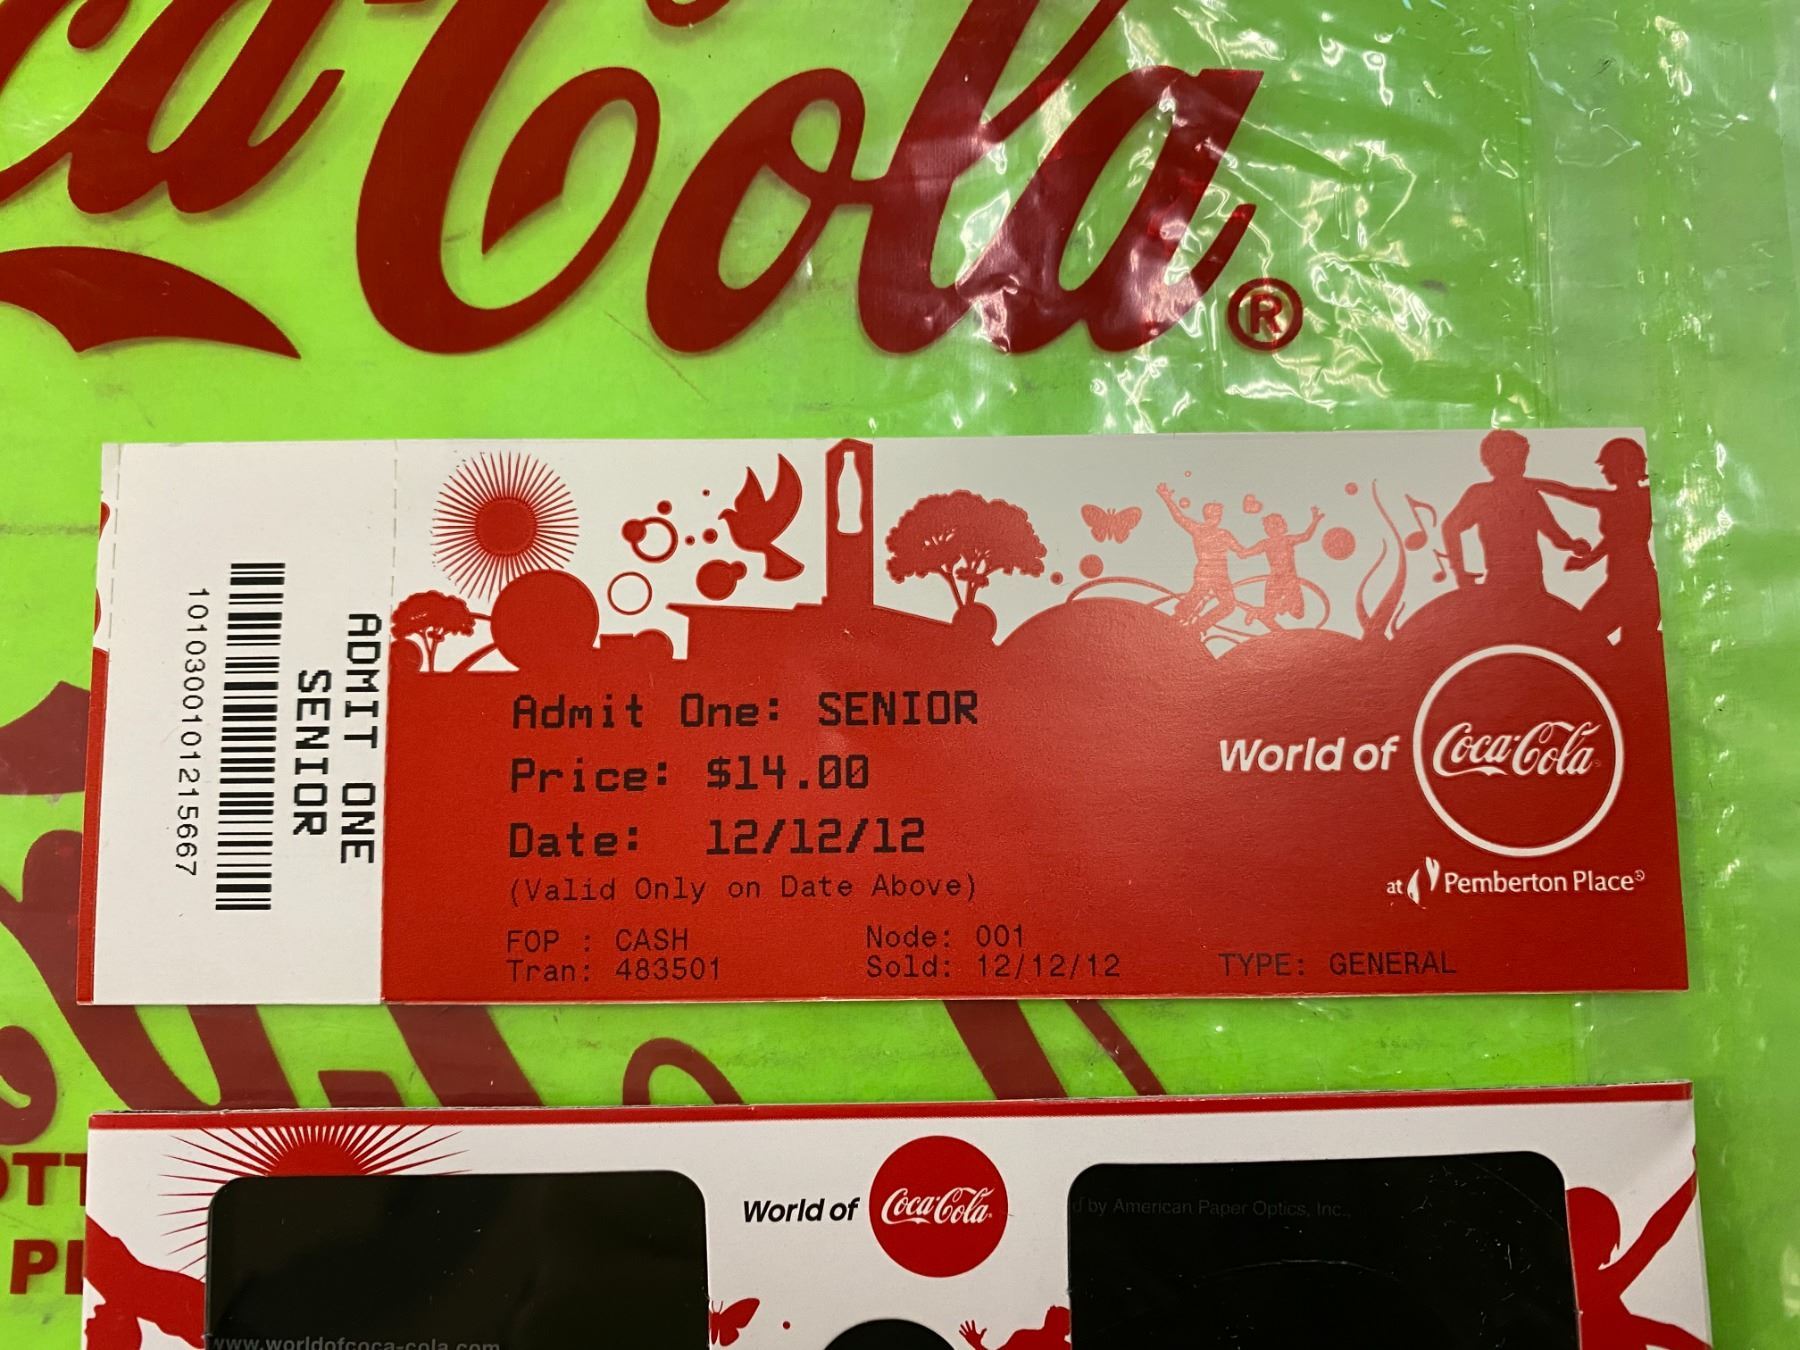 Coca-Cola®
ADMIT ONE
SENIOR
1010300101215667
Admit One: SENIOR
Price: $14.00
Date: 12/12/12
(Valid Only on Date Above)
FOP : CASH
Node: 001
Tran: 483501
Sold: 12/12/12
TYPE: GENERAL
World of Coca-Cola®
at Pemberton Place®
World of Coca-Cola®
d by American Paper Optics, Inc.,
www.worldofcoca-cola.com